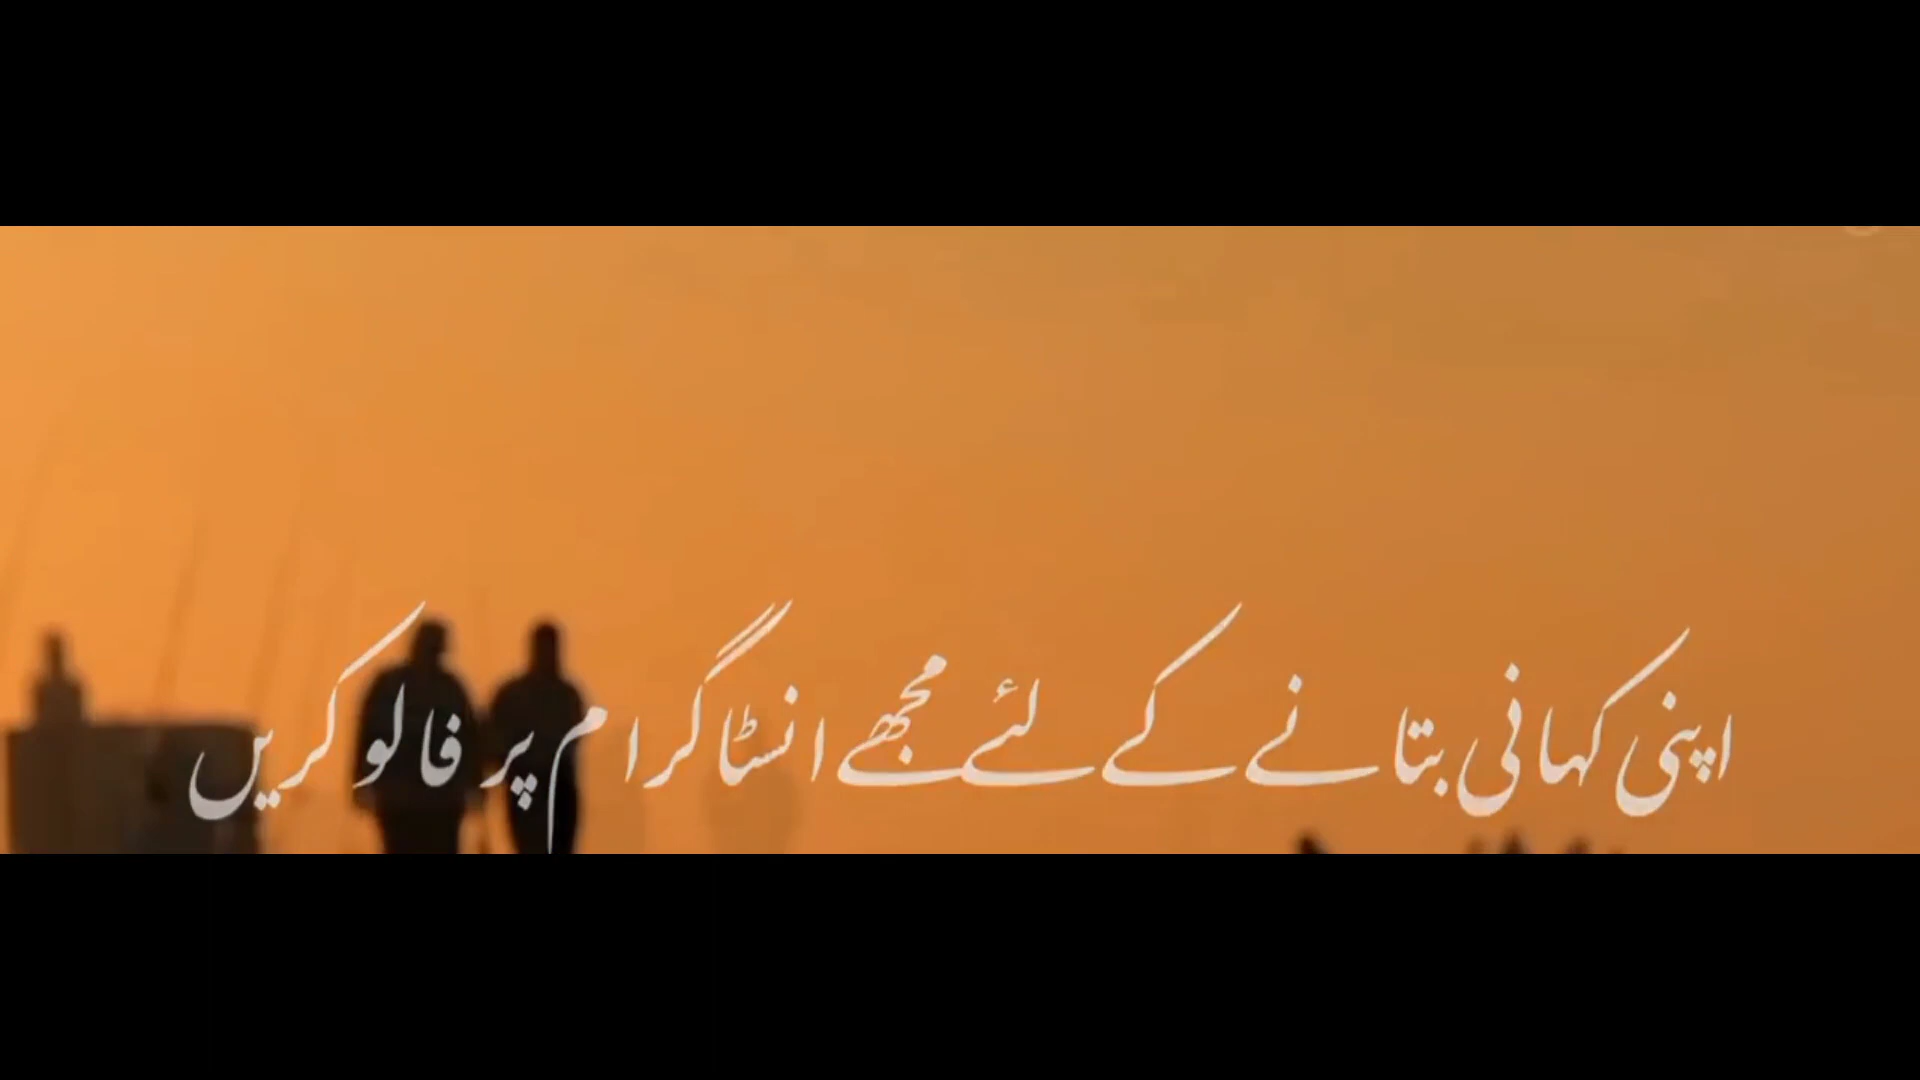 اپنی کہانی بتانے کے لئے مجھے انسٹاگرام پر فالو کریں